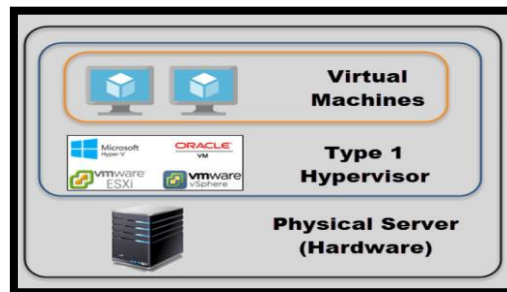 Virtual
Machines
Microsoft
Hyper-V
ORACLE
VM
vmware
ESXi
vmware
vSphere
Type 1
Hypervisor
Physical Server
(Hardware)